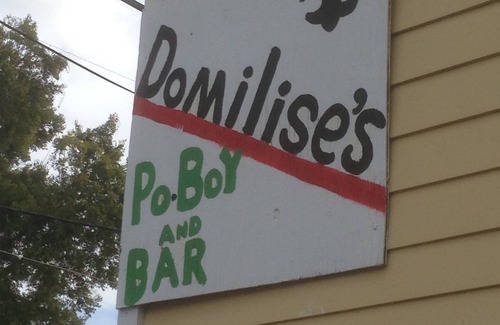 Domilise's
Po-Boy
AND
BAR